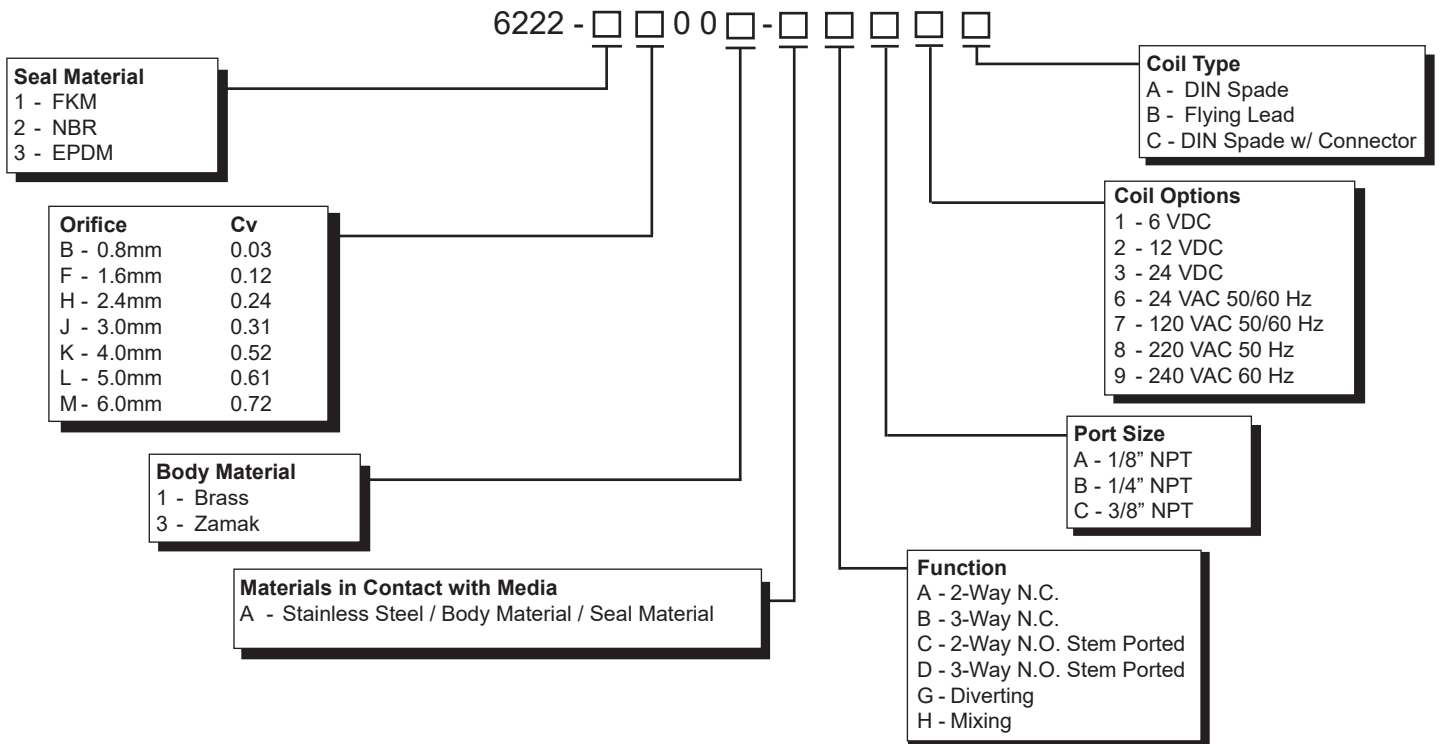 6222 - □ □ 0 0 □ - □ □ □ □ □
Seal Material
1 - FKM
2 - NBR
3 - EPDM
Orifice Cv
B - 0.8mm 0.03
F - 1.6mm 0.12
H - 2.4mm 0.24
J - 3.0mm 0.31
K - 4.0mm 0.52
L - 5.0mm 0.61
M - 6.0mm 0.72
Body Material
1 - Brass
3 - Zamak
Materials in Contact with Media
A - Stainless Steel / Body Material / Seal Material
Coil Type
A - DIN Spade
B - Flying Lead
C - DIN Spade w/ Connector
Coil Options
1 - 6 VDC
2 - 12 VDC
3 - 24 VDC
6 - 24 VAC 50/60 Hz
7 - 120 VAC 50/60 Hz
8 - 220 VAC 50 Hz
9 - 240 VAC 60 Hz
Port Size
A - 1/8” NPT
B - 1/4” NPT
C - 3/8” NPT
Function
A - 2-Way N.C.
B - 3-Way N.C.
C - 2-Way N.O. Stem Ported
D - 3-Way N.O. Stem Ported
G - Diverting
H - Mixing